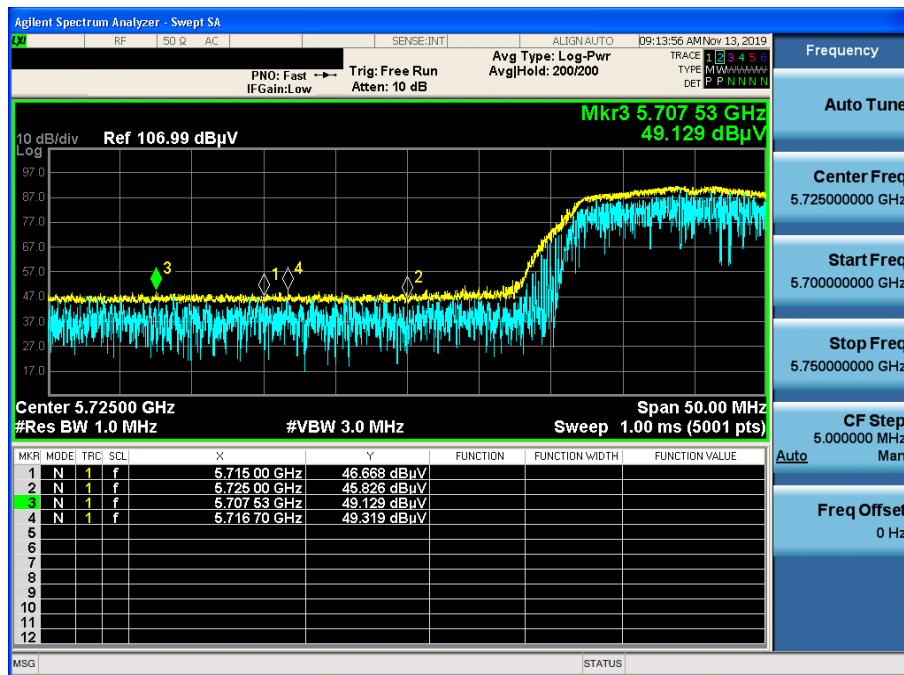 Agilent Spectrum Analyzer - Swept SA
LXI RF 50 Ω AC SENSE:INT ALIGN AUTO 09:13:56 AM Nov 13, 2019
PNO: Fast Trig: Free Run Avg Type: Log-Pwr TRACE 1 2 3 4 5 6
IFGain:Low Atten: 10 dB Avg|Hold: 200/200 TYPE M WWWWW
DET P P N N N N
Mkr3 5.707 53 GHz
49.129 dBµV
10 dB/div Ref 106.99 dBµV
Log
97.0
87.0
77.0
67.0
57.0
47.0
37.0
27.0
17.0
3
1
4
2
Center 5.72500 GHz Span 50.00 MHz
#Res BW 1.0 MHz #VBW 3.0 MHz Sweep 1.00 ms (5001 pts)
MKR MODE TRC SCL X Y FUNCTION FUNCTION WIDTH FUNCTION VALUE
1 N 1 f 5.715 00 GHz 46.668 dBµV
2 N 1 f 5.725 00 GHz 45.826 dBµV
3 N 1 f 5.707 53 GHz 49.129 dBµV
4 N 1 f 5.716 70 GHz 49.319 dBµV
5
6
7
8
9
10
11
12
MSG STATUS
Frequency
Auto Tune
Center Freq
5.725000000 GHz
Start Freq
5.700000000 GHz
Stop Freq
5.750000000 GHz
CF Step
5.000000 MHz
Auto Man
Freq Offset
0 Hz